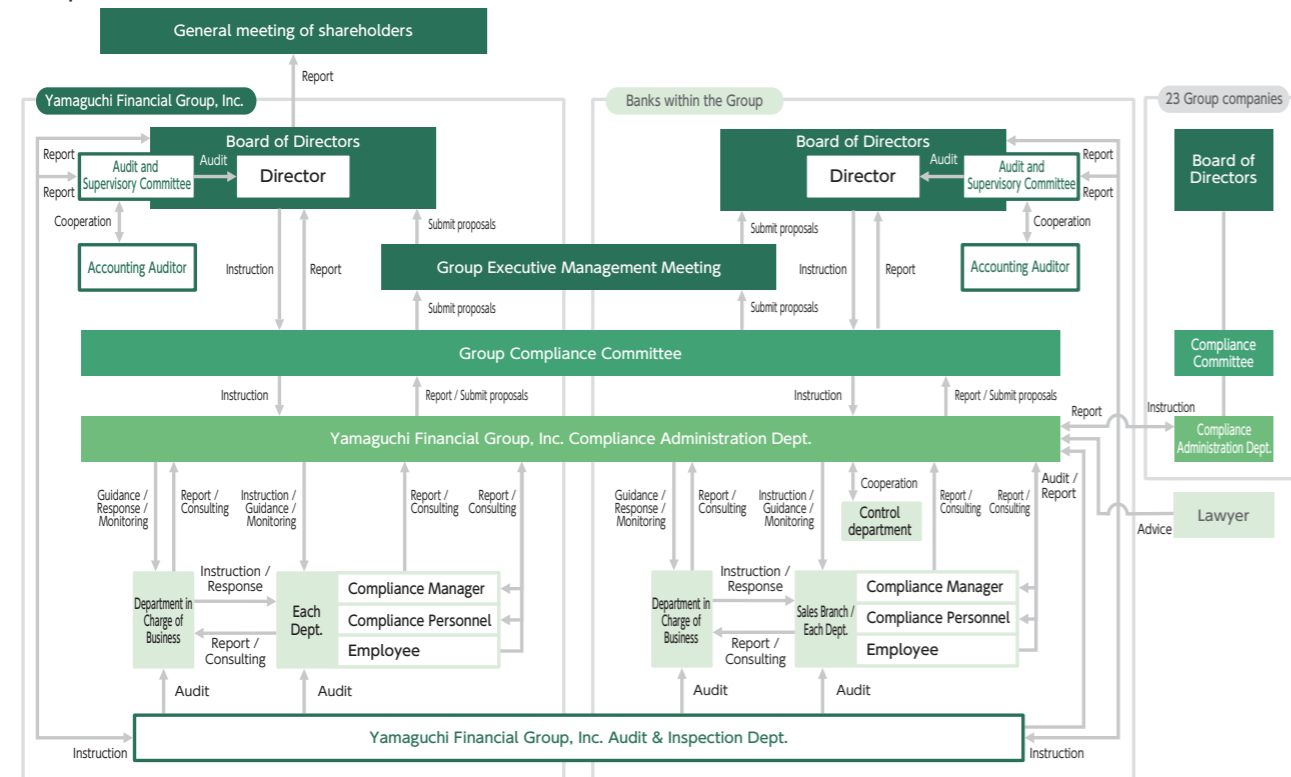 General meeting of shareholders
Report
Yamaguchi Financial Group, Inc.
Banks within the Group
23 Group companies
Board of Directors
Report
Audit and
Supervisory Committee
Audit
Director
Report
Cooperation
Accounting Auditor
Instruction
Report
Submit proposals
Board of Directors
Director
Audit
Audit and
Supervisory Committee
Report
Report
Cooperation
Accounting Auditor
Submit proposals
Instruction
Report
Board of
Directors
Group Executive Management Meeting
Submit proposals
Submit proposals
Group Compliance Committee
Compliance
Committee
Instruction
Report / Submit proposals
Instruction
Report / Submit proposals
Report
Instruction
Yamaguchi Financial Group, Inc. Compliance Administration Dept.
Compliance
Administration Dept.
Guidance /
Response /
Monitoring
Report /
Consulting
Instruction /
Guidance /
Monitoring
Report /
Consulting
Report /
Consulting
Guidance /
Response /
Monitoring
Report /
Consulting
Instruction /
Guidance /
Monitoring
Cooperation
Control
department
Report /
Consulting
Report /
Consulting
Audit /
Report
Lawyer
Advice
Department in
Charge of
Business
Instruction /
Response
Report /
Consulting
Each
Dept.
Compliance Manager
Compliance Personnel
Employee
Department in
Charge of
Business
Instruction /
Response
Report /
Consulting
Sales Branch /
Each Dept.
Compliance Manager
Compliance Personnel
Employee
Audit
Audit
Audit
Audit
Yamaguchi Financial Group, Inc. Audit & Inspection Dept.
Instruction
Instruction